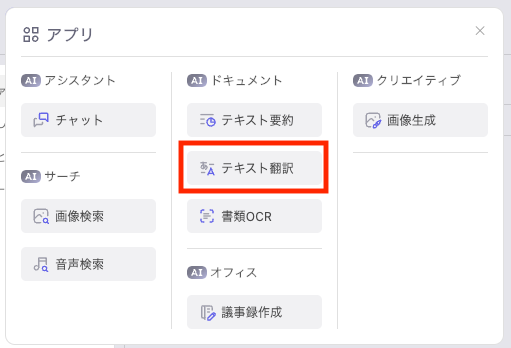 アプリ
AI アシスタント
チャット
AI サーチ
画像検索
音声検索
AI ドキュメント
テキスト要約
あ A テキスト翻訳
書類OCR
AI オフィス
議事録作成
AI クリエイティブ
画像生成